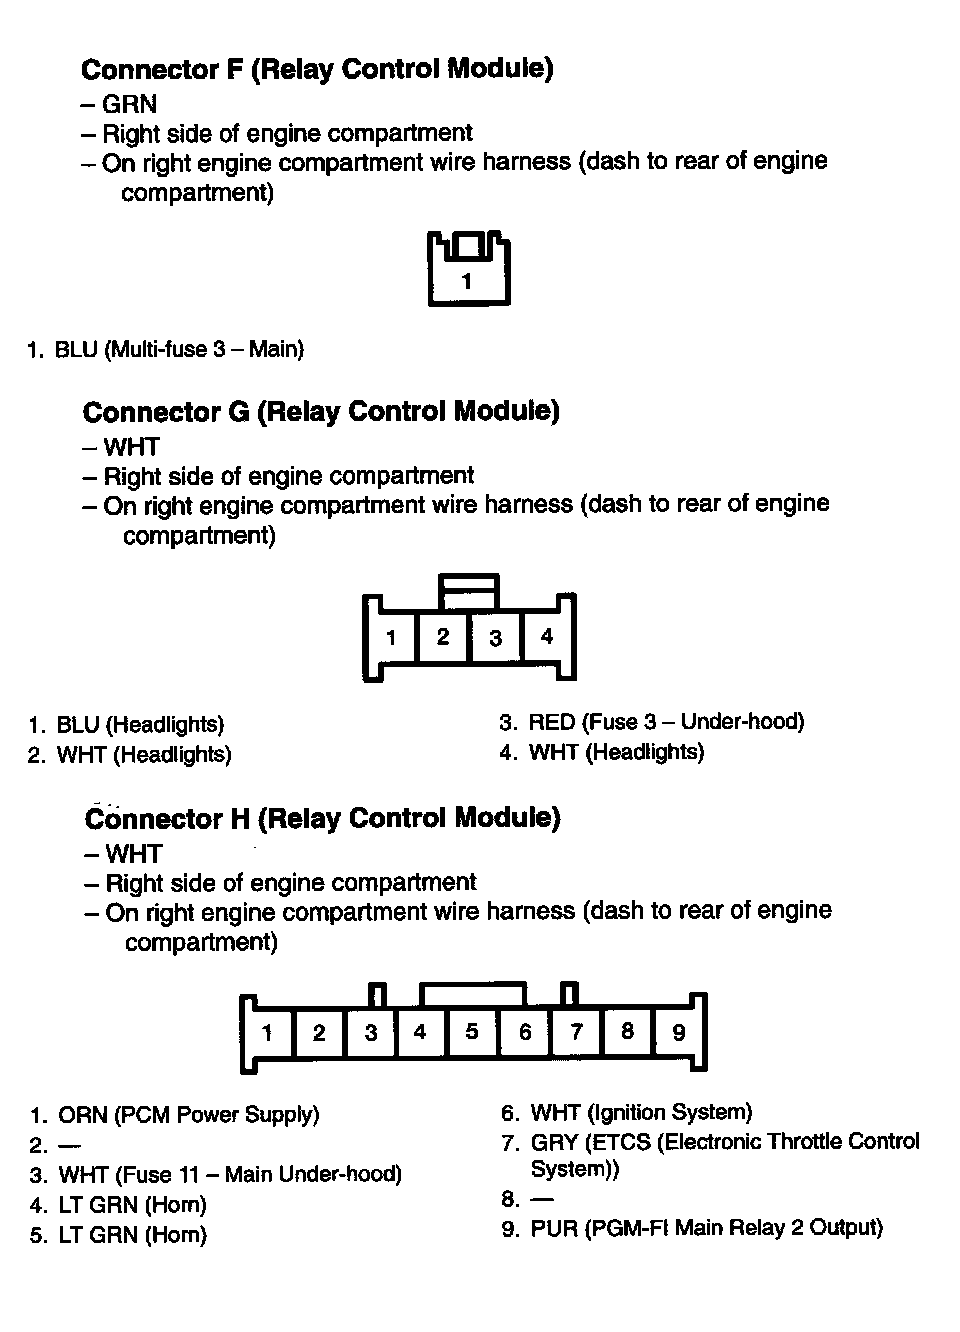 Connector F (Relay Control Module)
– GRN
– Right side of engine compartment
– On right engine compartment wire harness (dash to rear of engine
compartment)
1
1. BLU (Multi-fuse 3 – Main)
Connector G (Relay Control Module)
– WHT
– Right side of engine compartment
– On right engine compartment wire harness (dash to rear of engine
compartment)
1 2 3 4
1. BLU (Headlights)
2. WHT (Headlights)
3. RED (Fuse 3 – Under-hood)
4. WHT (Headlights)
Connector H (Relay Control Module)
– WHT
– Right side of engine compartment
– On right engine compartment wire harness (dash to rear of engine
compartment)
1 2 3 4 5 6 7 8 9
1. ORN (PCM Power Supply)
2. —
3. WHT (Fuse 11 – Main Under-hood)
4. LT GRN (Horn)
5. LT GRN (Horn)
6. WHT (Ignition System)
7. GRY (ETCS (Electronic Throttle Control
System))
8. —
9. PUR (PGM-FI Main Relay 2 Output)